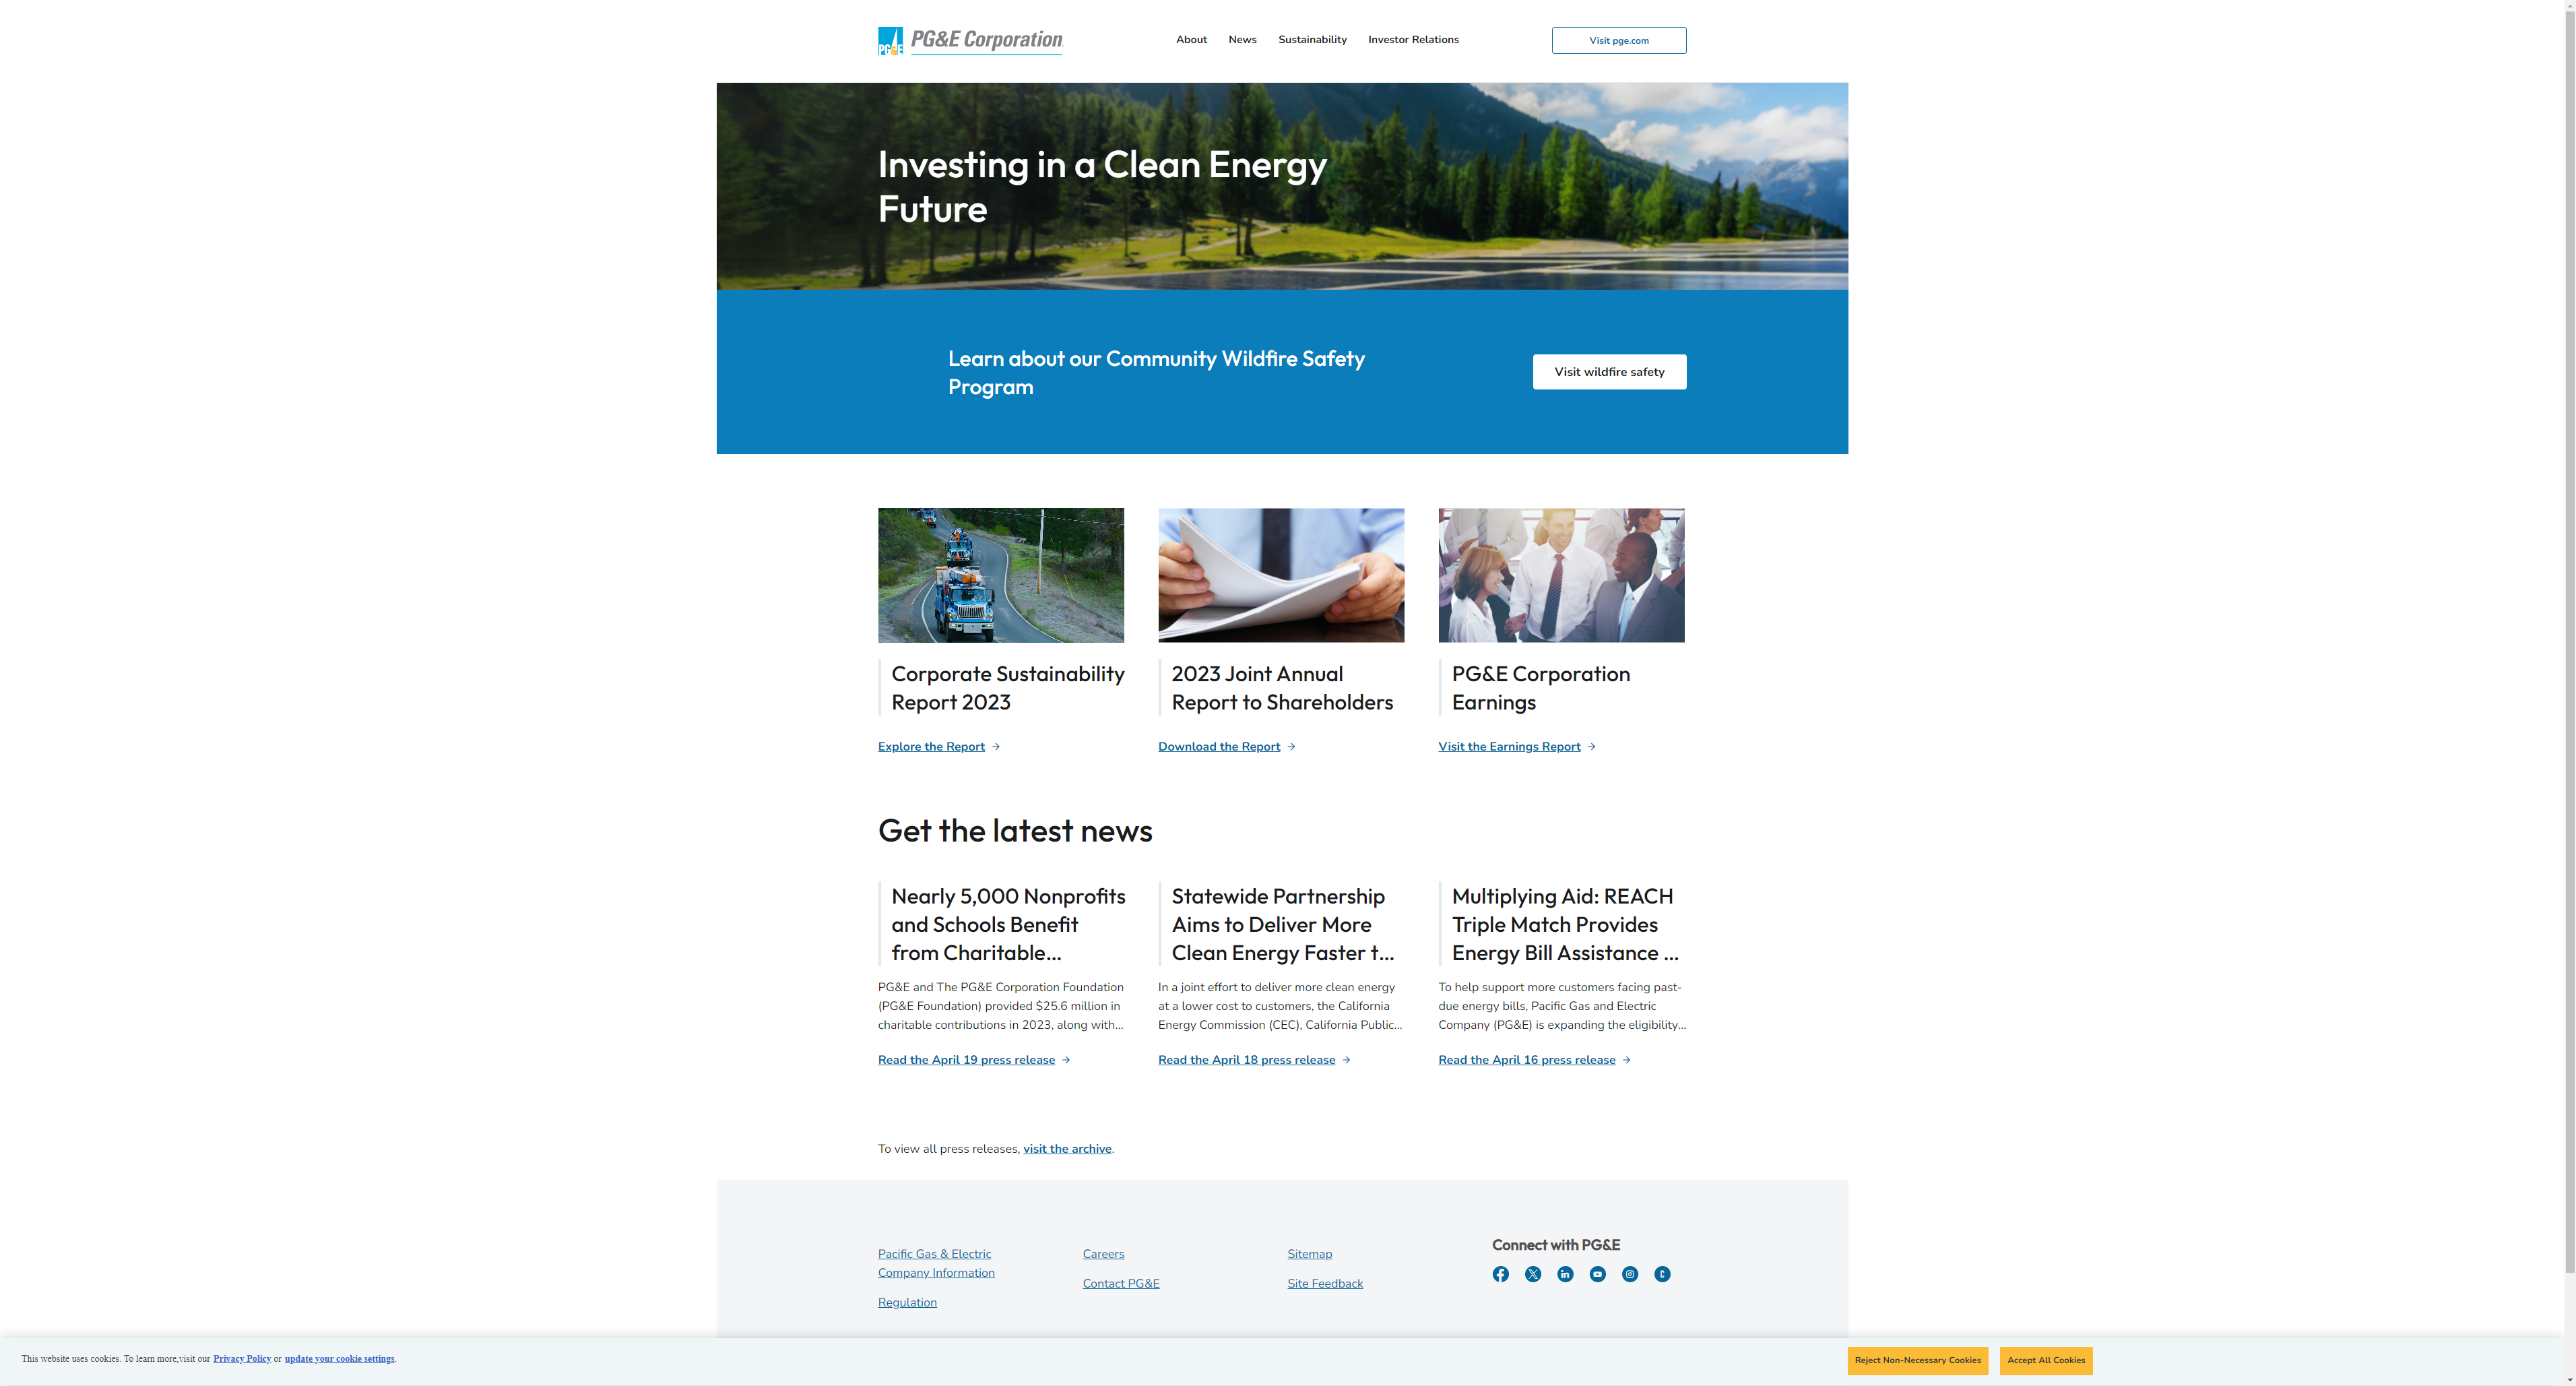 PG&E PG&E Corporation
About News Sustainability Investor Relations
Visit pge.com
Investing in a Clean Energy
Future
Learn about our Community Wildfire Safety
Program
Visit wildfire safety
Corporate Sustainability
Report 2023
Explore the Report →
2023 Joint Annual
Report to Shareholders
Download the Report →
PG&E Corporation
Earnings
Visit the Earnings Report →
Get the latest news
Nearly 5,000 Nonprofits
and Schools Benefit
from Charitable...
PG&E and The PG&E Corporation Foundation
(PG&E Foundation) provided $25.6 million in
charitable contributions in 2023, along with...
Read the April 19 press release →
Statewide Partnership
Aims to Deliver More
Clean Energy Faster t...
In a joint effort to deliver more clean energy
at a lower cost to customers, the California
Energy Commission (CEC), California Public...
Read the April 18 press release →
Multiplying Aid: REACH
Triple Match Provides
Energy Bill Assistance ...
To help support more customers facing past-
due energy bills, Pacific Gas and Electric
Company (PG&E) is expanding the eligibility...
Read the April 16 press release →
To view all press releases, visit the archive.
Pacific Gas & Electric
Company Information
Regulation
Careers
Contact PG&E
Sitemap
Site Feedback
Connect with PG&E
This website uses cookies. To learn more,visit our Privacy Policy or update your cookie settings.
Reject Non-Necessary Cookies
Accept All Cookies